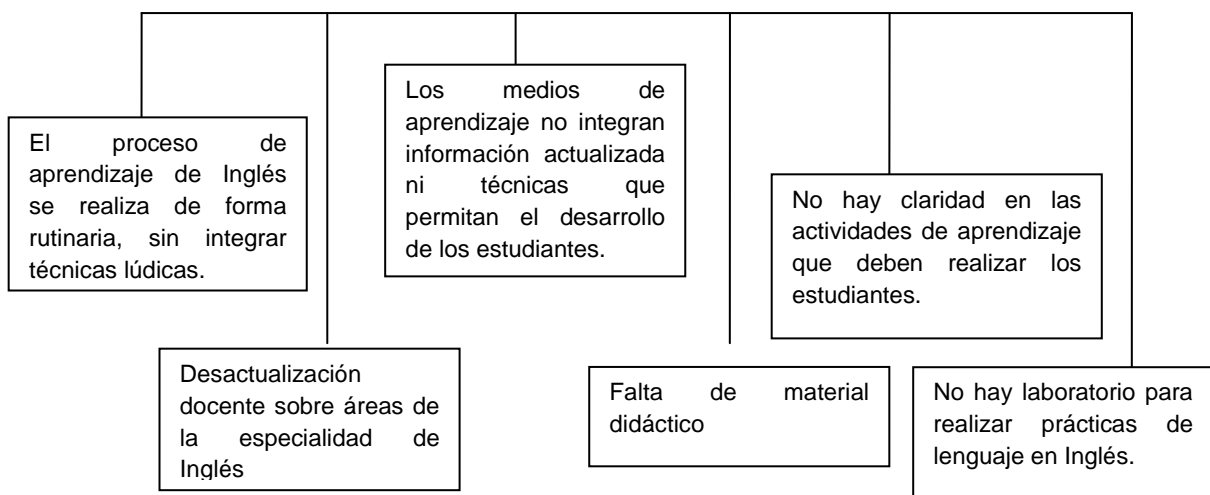 El proceso de
aprendizaje de Inglés
se realiza de forma
rutinaria, sin integrar
técnicas lúdicas.
Los medios de
aprendizaje no integran
información actualizada
ni técnicas que
permitan el desarrollo
de los estudiantes.
No hay claridad en las
actividades de aprendizaje
que deben realizar los
estudiantes.
Desactualización
docente sobre áreas de
la especialidad de
Inglés
Falta de material
didáctico
No hay laboratorio para
realizar prácticas de
lenguaje en Inglés.